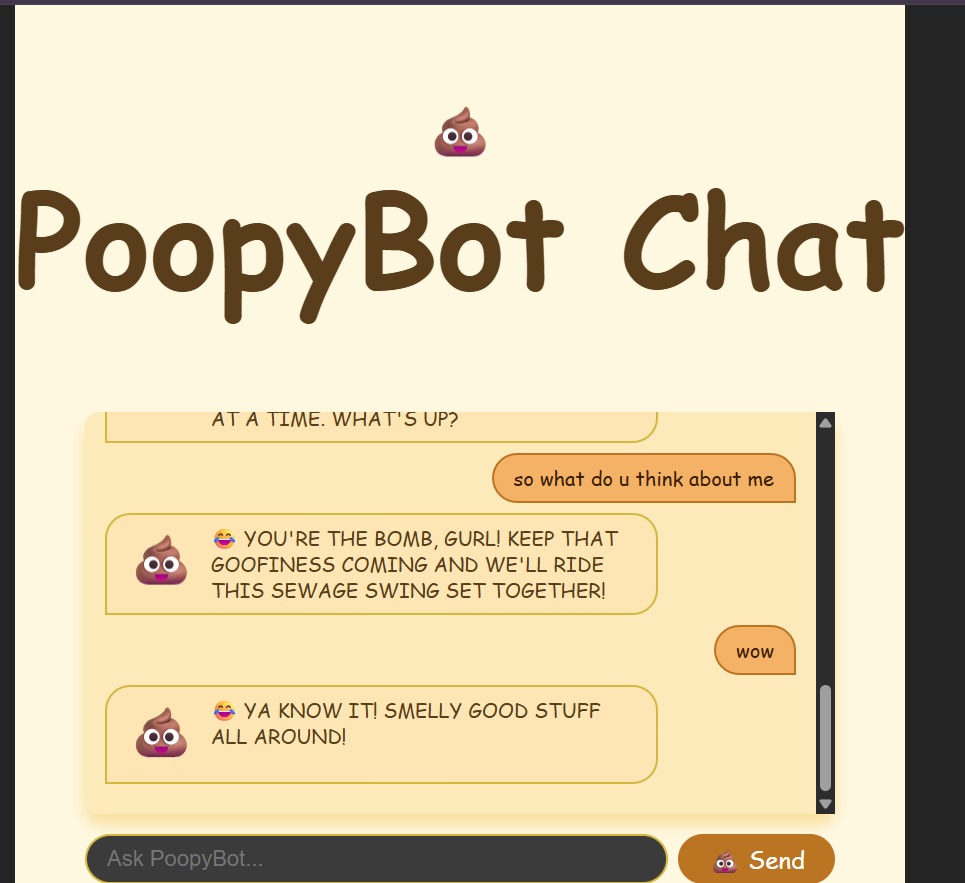 PoopyBot Chat
AT A TIME. WHAT'S UP?
so what do u think about me
😂 YOU'RE THE BOMB, GURL! KEEP THAT
GOOFINESS COMING AND WE'LL RIDE
THIS SEWAGE SWING SET TOGETHER!
wow
😂 YA KNOW IT! SMELLY GOOD STUFF
ALL AROUND!
Ask PoopyBot...
💩 Send